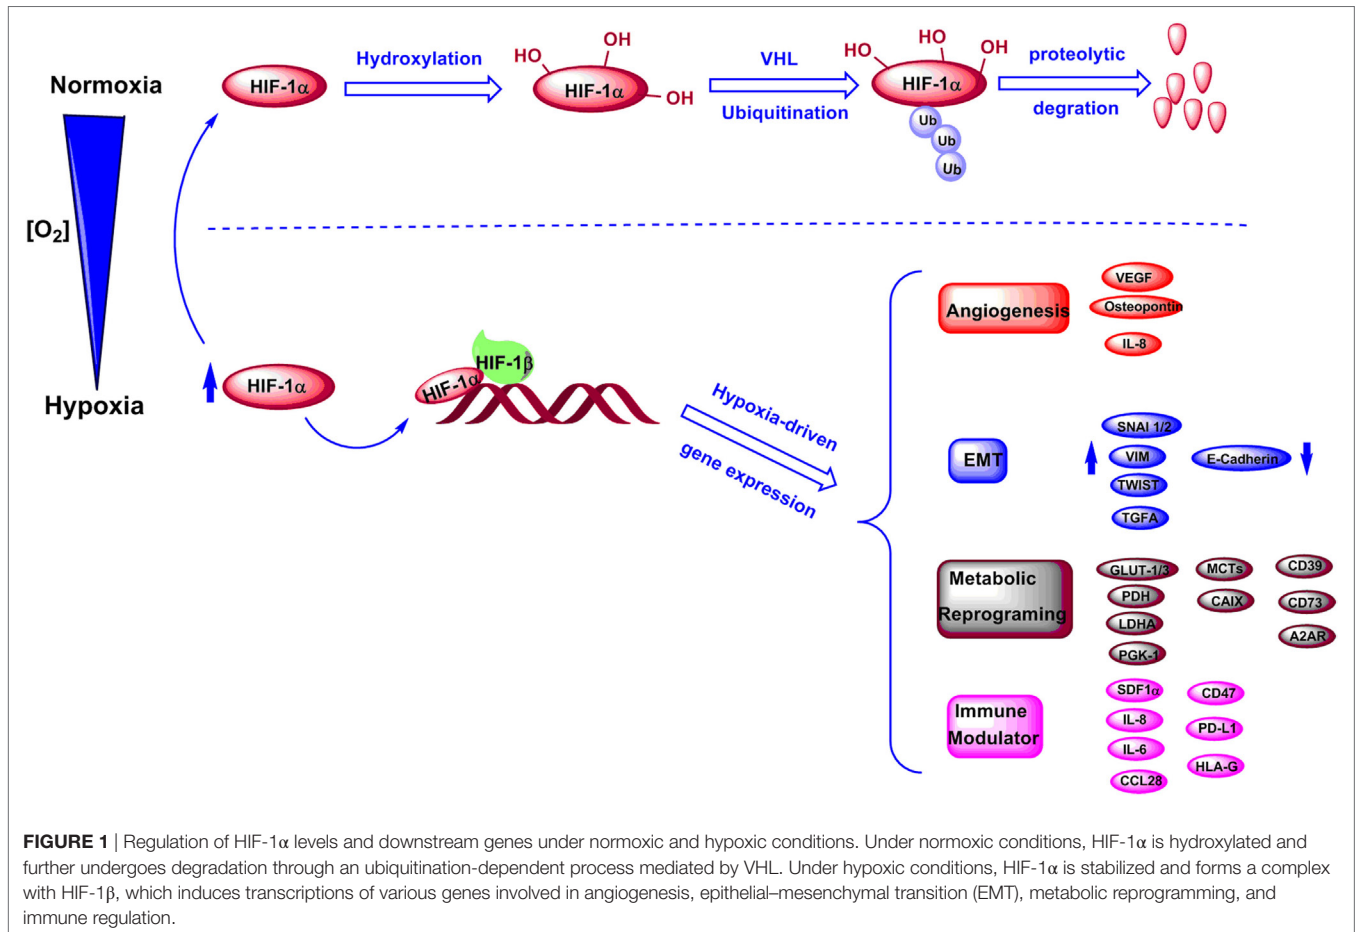 Normoxia
[O₂]
Hypoxia
HIF-1α
Hydroxylation
HO
OH
OH
HIF-1α
VHL
Ubiquitination
HO
HO
OH
HIF-1α
Ub
Ub
Ub
proteolytic
degration
HIF-1α
HIF-1α
HIF-1β
Hypoxia-driven
gene expression
Angiogenesis
VEGF
Osteopontin
IL-8
EMT
SNAI 1/2
VIM
TWIST
TGFA
E-Cadherin
Metabolic
Reprograming
GLUT-1/3
PDH
LDHA
PGK-1
MCTs
CAIX
CD39
CD73
A2AR
Immune
Modulator
SDF1α
IL-8
IL-6
CCL28
CD47
PD-L1
HLA-G
FIGURE 1 | Regulation of HIF-1α levels and downstream genes under normoxic and hypoxic conditions. Under normoxic conditions, HIF-1α is hydroxylated and
further undergoes degradation through an ubiquitination-dependent process mediated by VHL. Under hypoxic conditions, HIF-1α is stabilized and forms a complex
with HIF-1β, which induces transcriptions of various genes involved in angiogenesis, epithelial–mesenchymal transition (EMT), metabolic reprogramming, and
immune regulation.